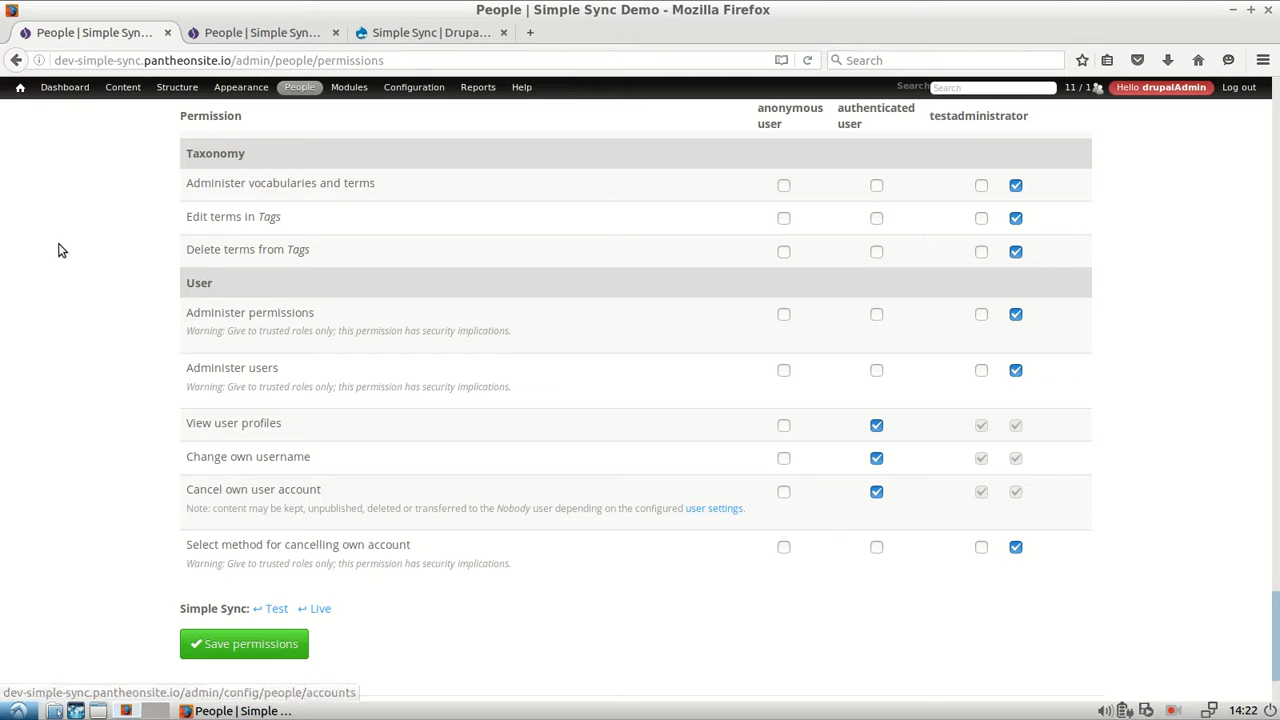 People | Simple Sync Demo - Mozilla Firefox
People | Simple Sync...
People | Simple Syn...
Simple Sync | Drupa...
dev-simple-sync.pantheonsite.io/admin/people/permissions
Search
Dashboard Content Structure Appearance People Modules Configuration Reports Help
Search Search 11 / 1 Hello drupalAdmin Log out
Permission
anonymous user
authenticated user
testadministrator
Taxonomy
Administer vocabularies and terms
Edit terms in Tags
Delete terms from Tags
User
Administer permissions
Warning: Give to trusted roles only; this permission has security implications.
Administer users
Warning: Give to trusted roles only; this permission has security implications.
View user profiles
Change own username
Cancel own user account
Note: content may be kept, unpublished, deleted or transferred to the Nobody user depending on the configured user settings.
Select method for cancelling own account
Warning: Give to trusted roles only; this permission has security implications.
Simple Sync: ↩ Test ↩ Live
Save permissions
dev-simple-sync.pantheonsite.io/admin/config/people/accounts
People | Simple ...
14:22